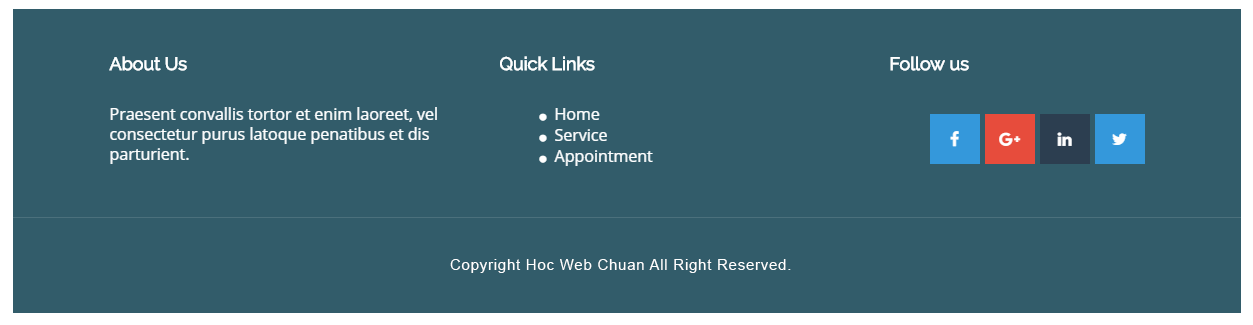 About Us
Praesent convallis tortor et enim laoreet, vel
consectetur purus latoque penatibus et dis
parturient.
Quick Links
Home
Service
Appointment
Follow us
f G+ in
Copyright Hoc Web Chuan All Right Reserved.